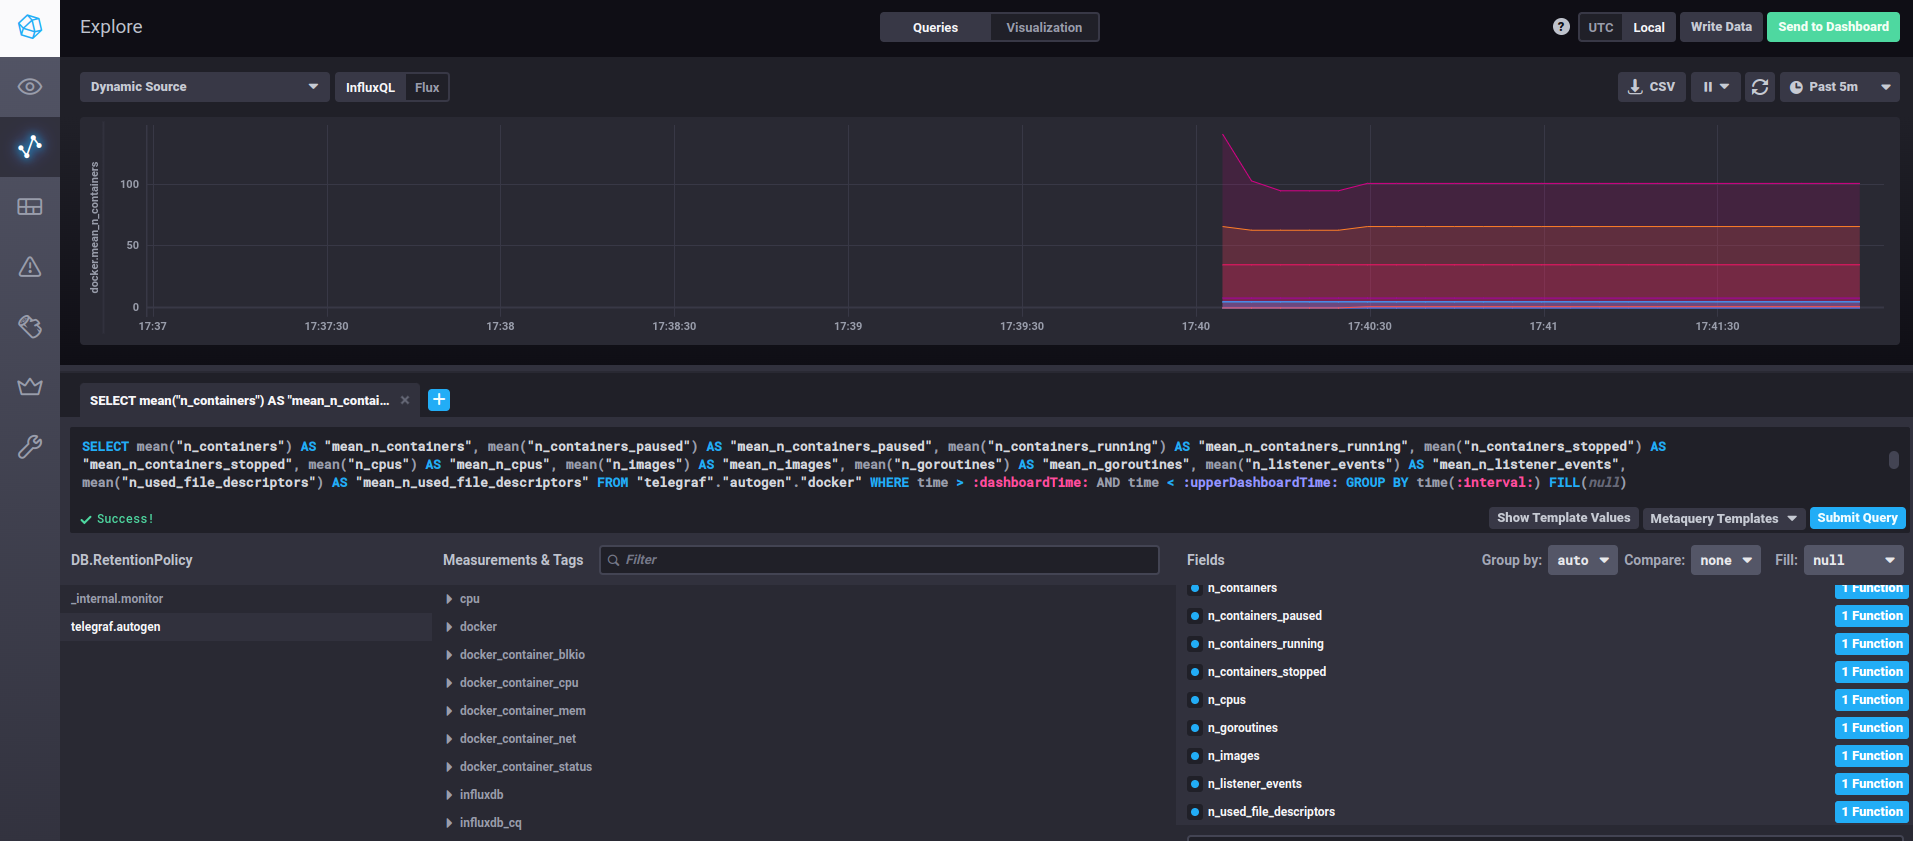 Explore
Queries
Visualization
?
UTC
Local
Write Data
Send to Dashboard
Dynamic Source
InfluxQL
Flux
CSV
Past 5m
docker.mean_n_containers
100
50
0
17:37
17:37:30
17:38
17:38:30
17:39
17:39:30
17:40
17:40:30
17:41
17:41:30
SELECT mean("n_containers") AS "mean_n_contai...
SELECT mean("n_containers") AS "mean_n_containers", mean("n_containers_paused") AS "mean_n_containers_paused", mean("n_containers_running") AS "mean_n_containers_running", mean("n_containers_stopped") AS
"mean_n_containers_stopped", mean("n_cpus") AS "mean_n_cpus", mean("n_images") AS "mean_n_images", mean("n_goroutines") AS "mean_n_goroutines", mean("n_listener_events") AS "mean_n_listener_events",
mean("n_used_file_descriptors") AS "mean_n_used_file_descriptors" FROM "telegraf"."autogen"."docker" WHERE time > :dashboardTime: AND time < :upperDashboardTime: GROUP BY time(:interval:) FILL(null)
Success!
Show Template Values
Metaquery Templates
Submit Query
DB.RetentionPolicy
_internal.monitor
telegraf.autogen
Measurements & Tags
Filter
cpu
docker
docker_container_blkio
docker_container_cpu
docker_container_mem
docker_container_net
docker_container_status
influxdb
influxdb_cq
Fields
Group by: auto
Compare: none
Fill: null
n_containers 1 Function
n_containers_paused 1 Function
n_containers_running 1 Function
n_containers_stopped 1 Function
n_cpus 1 Function
n_goroutines 1 Function
n_images 1 Function
n_listener_events 1 Function
n_used_file_descriptors 1 Function